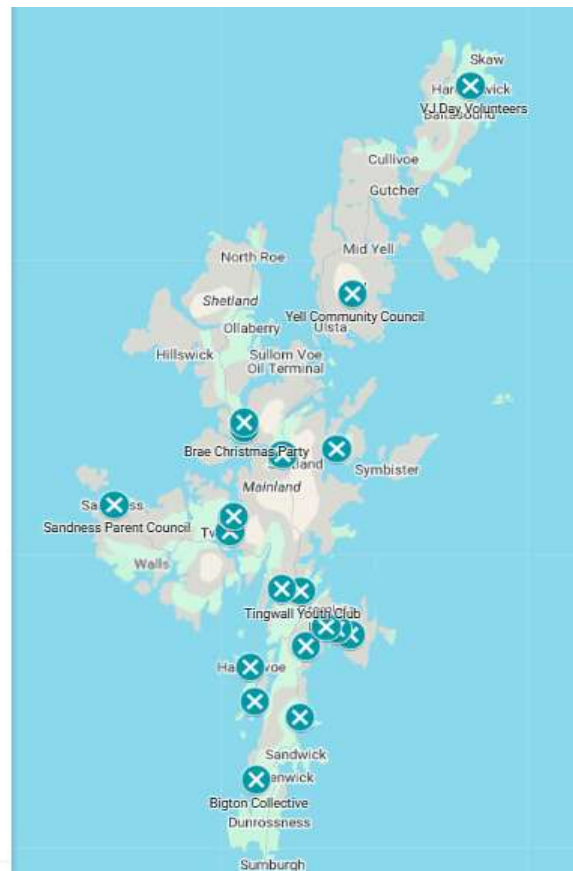 Skaw
VJ Day Volunteers
Cullivoe
Gutcher
Mid Yell
North Roe
Shetland
Yell Community Council
Ulsta
Ollaberry
Hillswick
Sullom Voe
Oil Terminal
Brae Christmas Party
Symbister
Mainland
Sandness Parent Council
Walls
Tingwall Youth Club
Sandwick
Bigton Collective
Dunrossness
Sumburgh